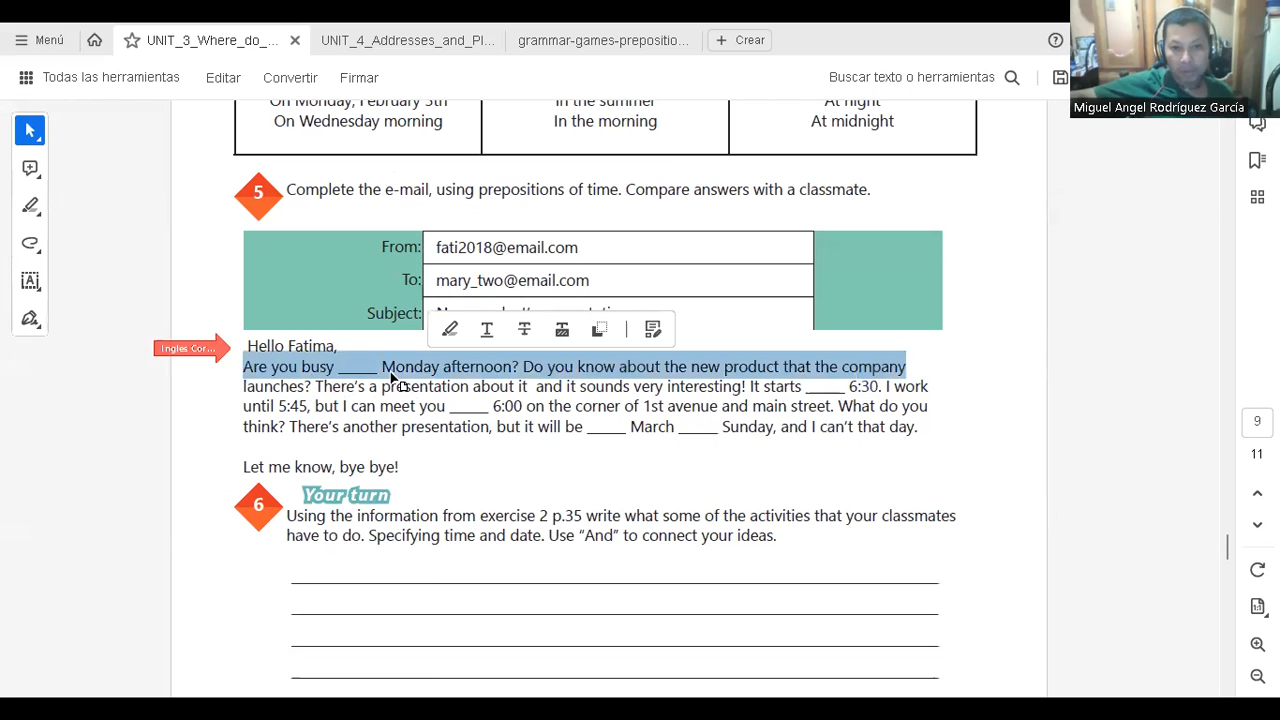 Menú
UNIT_3_Where_do_...
UNIT_4_Addresses_and_Pl...
grammar-games-prepositio...
Crear
Todas las herramientas
Editar
Convertir
Firmar
Buscar texto o herramientas
Miguel Angel Rodríguez García
On Monday, February 5th
In the summer
At night
On Wednesday morning
In the morning
At midnight
5
Complete the e-mail, using prepositions of time. Compare answers with a classmate.
From:
fati2018@email.com
To:
mary_two@email.com
Subject:
Ingles Cor...
Hello Fatima,
Are you busy _____ Monday afternoon? Do you know about the new product that the company
launches? There's a presentation about it and it sounds very interesting! It starts _____ 6:30. I work
until 5:45, but I can meet you _____ 6:00 on the corner of 1st avenue and main street. What do you
think? There's another presentation, but it will be _____ March _____ Sunday, and I can't that day.
Let me know, bye bye!
6
Your turn
Using the information from exercise 2 p.35 write what some of the activities that your classmates
have to do. Specifying time and date. Use “And” to connect your ideas.
9
11